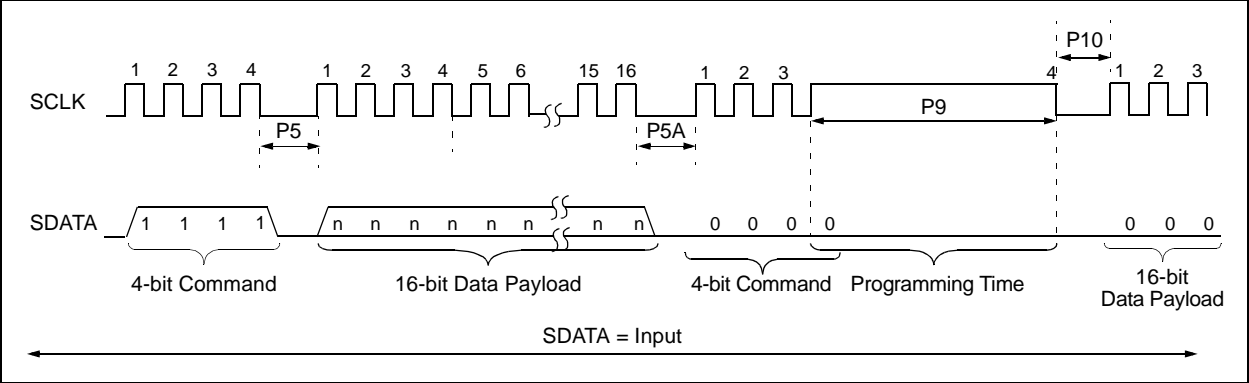 P10
1 2 3 4 1 2 3 4 5 6 15 16 1 2 3 4 1 2 3
SCLK
P5 P5A P9
SDATA 1 1 1 1 n n n n n n n n 0 0 0 0 0 0 0
4-bit Command 16-bit Data Payload 4-bit Command Programming Time 16-bit
Data Payload
SDATA = Input